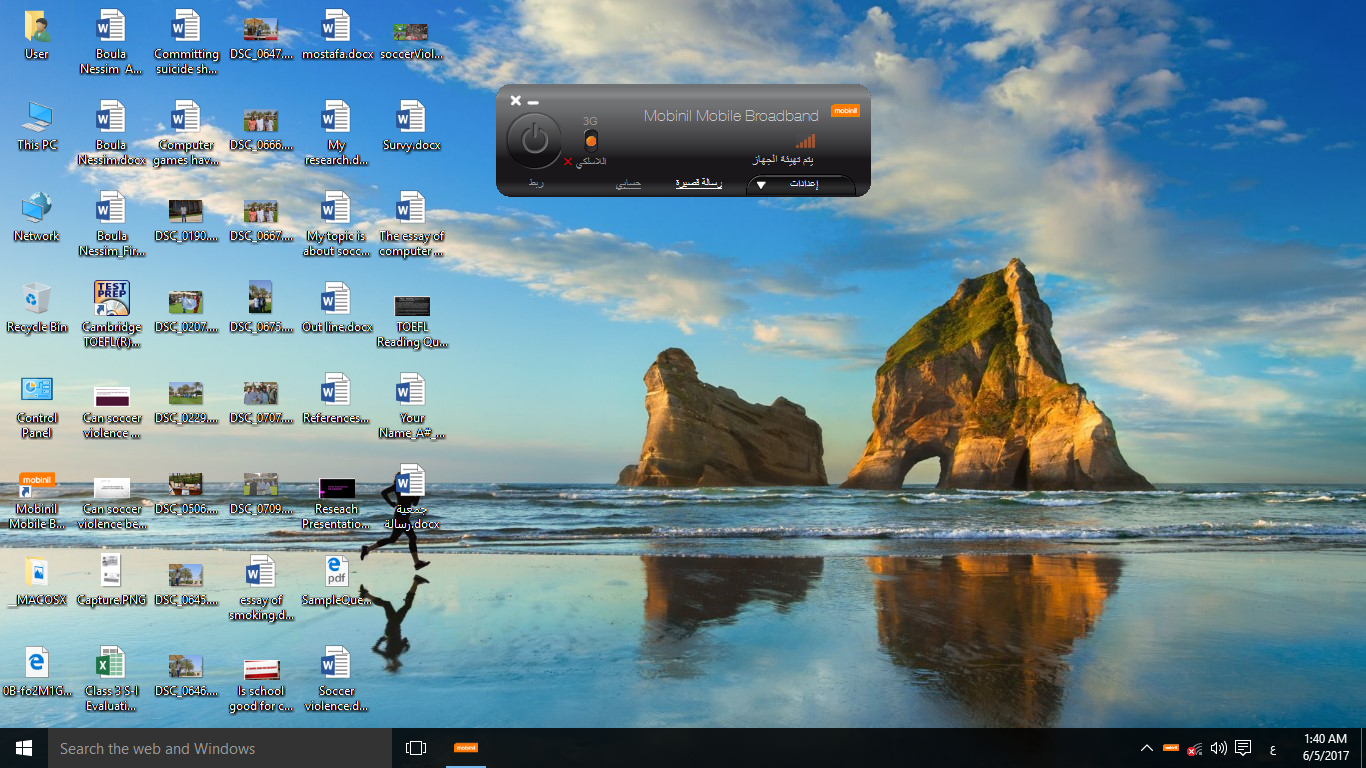 User
Boula
Nessim_A...
Committing
suicide sh...
DSC_0647....
mostafa.docx
soccerViol...
This PC
Boula
Nessim.docx
Computer
games hav...
DSC_0666....
My
research.d...
Survy.docx
Network
Boula
Nessim_Fir...
DSC_0190....
DSC_0667....
My topic is
about socc...
The essay of
computer ...
Recycle Bin
TEST
PREP
Cambridge
TOEFL(R)...
DSC_0207....
DSC_0675....
Out line.docx
TOEFL
Reading Qu...
Control
Panel
Can soccer
violence ...
DSC_0229....
DSC_0707....
References...
Your
Name_A#_...
mobinil
Mobinil
Mobile B...
Can soccer
violence be...
DSC_0506....
DSC_0709....
Reseach
Presentatio...
جمعية
رسالة.docx
__MACOSX
Capture.PNG
DSC_0645....
essay of
smoking.d...
pdf
SampleQue...
0B-fo2M1G...
Class 3 S-I
Evaluati...
DSC_0646....
Is school
good for c...
Soccer
violence.d...
Mobinil Mobile Broadband
mobinil
3G
اللاسلكي
يتم تهيئة الجهاز
ربط
حسابي
رسالة قصيرة
إعدادات
Search the web and Windows
mobinil
mobinil
ع
1:40 AM
6/5/2017